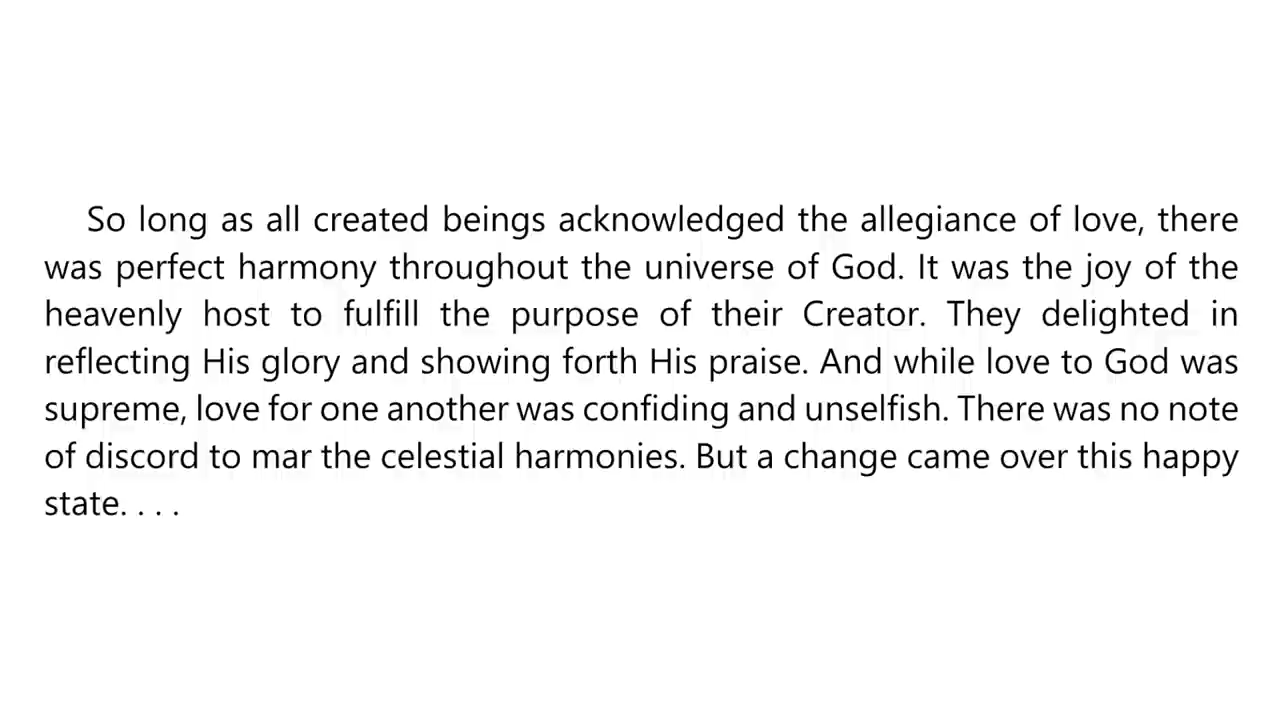 So long as all created beings acknowledged the allegiance of love, there
was perfect harmony throughout the universe of God. It was the joy of the
heavenly host to fulfill the purpose of their Creator. They delighted in
reflecting His glory and showing forth His praise. And while love to God was
supreme, love for one another was confiding and unselfish. There was no note
of discord to mar the celestial harmonies. But a change came over this happy
state. . . .